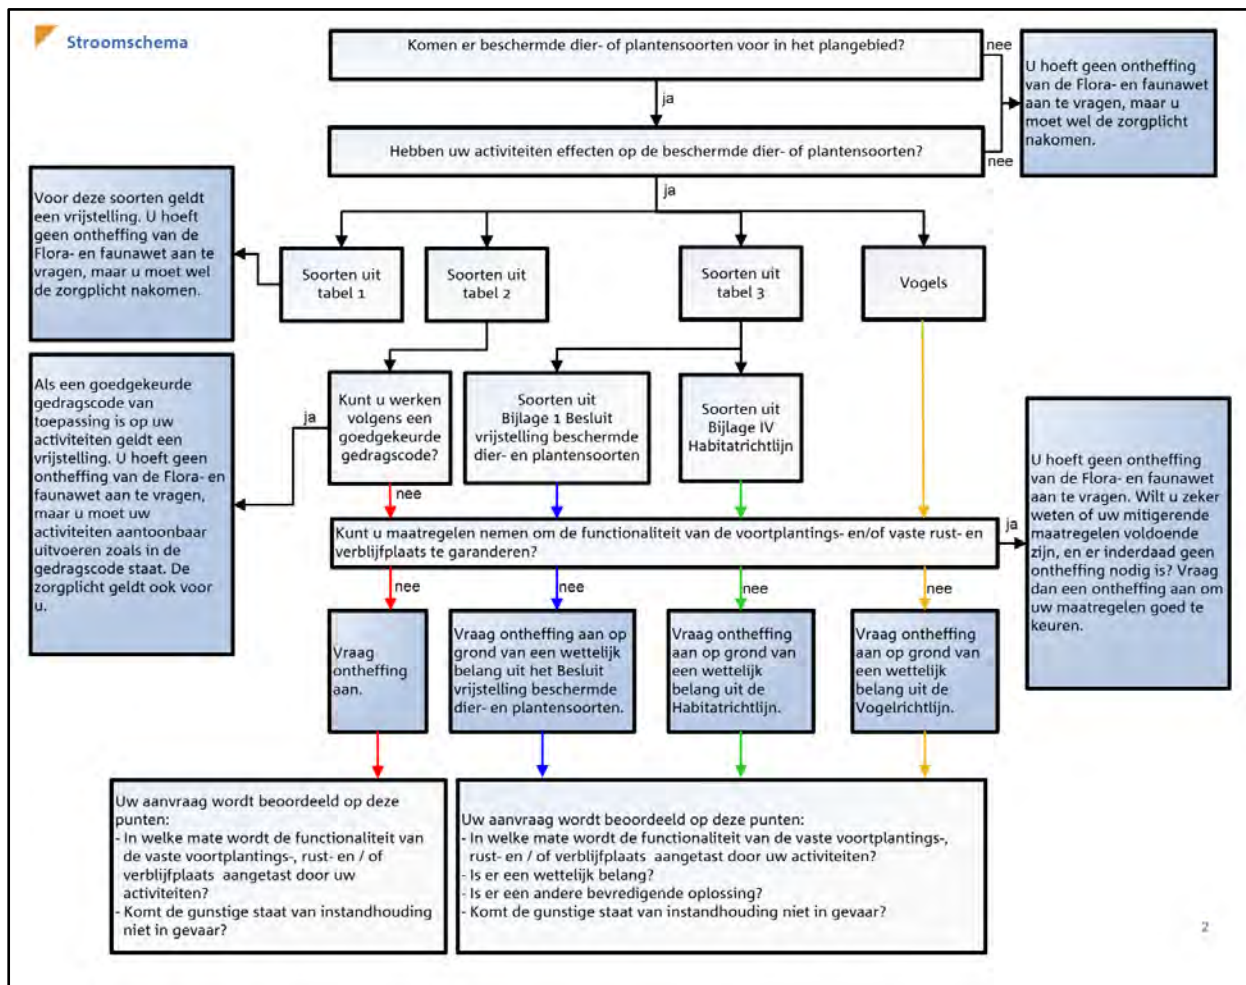 Stroomschema
Komen er beschermde dier- of plantensoorten voor in het plangebied?
nee
U hoeft geen ontheffing
van de Flora- en faunawet
aan te vragen, maar u
moet wel de zorgplicht
nakomen.
ja
Hebben uw activiteiten effecten op de beschermde dier- of plantensoorten?
nee
ja
Voor deze soorten geldt
een vrijstelling. U hoeft
geen ontheffing van de
Flora- en faunawet aan te
vragen, maar u moet wel
de zorgplicht nakomen.
Soorten uit
tabel 1
Soorten uit
tabel 2
Soorten uit
tabel 3
Vogels
Als een goedgekeurde
gedragscode van
toepassing is op uw
activiteiten geldt een
vrijstelling. U hoeft geen
ontheffing van de Flora- en
faunawet aan te vragen,
maar u moet uw
activiteiten aantoonbaar
uitvoeren zoals in de
gedragscode staat. De
zorgplicht geldt ook voor
u.
ja
Kunt u werken
volgens een
goedgekeurde
gedragscode?
Soorten uit
Bijlage 1 Besluit
vrijstelling beschermde
dier- en plantensoorten
Soorten uit
Bijlage IV
Habitatrichtlijn
nee
Kunt u maatregelen nemen om de functionaliteit van de voortplantings- en/of vaste rust- en
verblijfplaats te garanderen?
ja
U hoeft geen ontheffing
van de Flora- en faunawet
aan te vragen. Wilt u zeker
weten of uw mitigerende
maatregelen voldoende
zijn, en er inderdaad geen
ontheffing nodig is? Vraag
dan een ontheffing aan om
uw maatregelen goed te
keuren.
nee
nee
nee
nee
Vraag
ontheffing
aan.
Vraag ontheffing aan op
grond van een wettelijk
belang uit het Besluit
vrijstelling beschermde
dier- en plantensoorten.
Vraag ontheffing
aan op grond van
een wettelijk
belang uit de
Habitatrichtlijn.
Vraag ontheffing
aan op grond van
een wettelijk
belang uit de
Vogelrichtlijn.
Uw aanvraag wordt beoordeeld op deze
punten:
- In welke mate wordt de functionaliteit van
de vaste voortplantings-, rust- en / of
verblijfplaats aangetast door uw
activiteiten?
- Komt de gunstige staat van instandhouding
niet in gevaar?
Uw aanvraag wordt beoordeeld op deze punten:
- In welke mate wordt de functionaliteit van de vaste voortplantings-,
rust- en / of verblijfplaats aangetast door uw activiteiten?
- Is er een wettelijk belang?
- Is er een andere bevredigende oplossing?
- Komt de gunstige staat van instandhouding niet in gevaar?
2